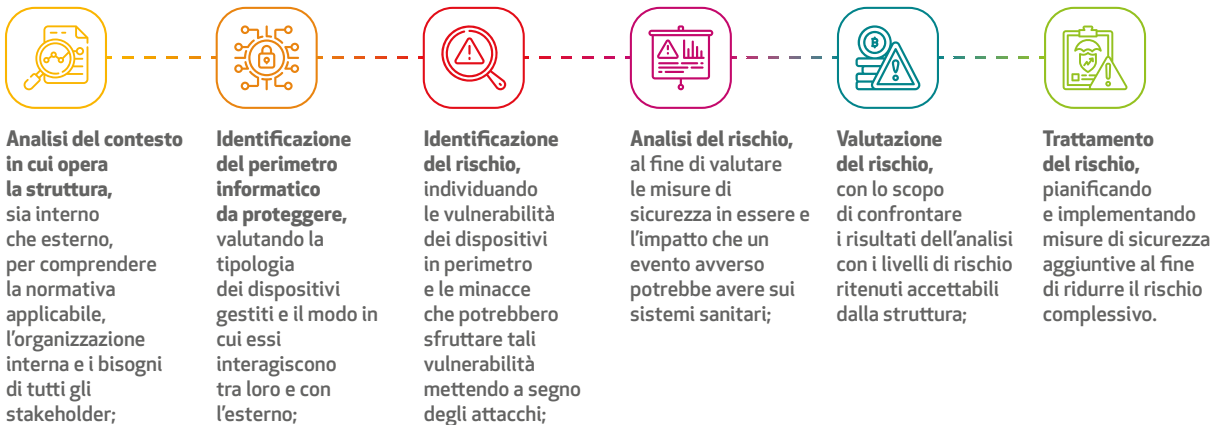 Analisi del contesto
in cui opera
la struttura,
sia interno
che esterno,
per comprendere
la normativa
applicabile,
l'organizzazione
interna e i bisogni
di tutti gli
stakeholder;
Identificazione
del perimetro
informatico
da proteggere,
valutando la
tipologia
dei dispositivi
gestiti e il modo in
cui essi
interagiscono
tra loro e con
l'esterno;
Identificazione
del rischio,
individuando
le vulnerabilità
dei dispositivi
in perimetro
e le minacce
che potrebbero
sfruttare tali
vulnerabilità
mettendo a segno
degli attacchi;
Analisi del rischio,
al fine di valutare
le misure di
sicurezza in essere e
l'impatto che un
evento avverso
potrebbe avere sui
sistemi sanitari;
Valutazione
del rischio,
con lo scopo
di confrontare
i risultati dell'analisi
con i livelli di rischio
ritenuti accettabili
dalla struttura;
Trattamento
del rischio,
pianificando
e implementando
misure di sicurezza
aggiuntive al fine
di ridurre il rischio
complessivo.